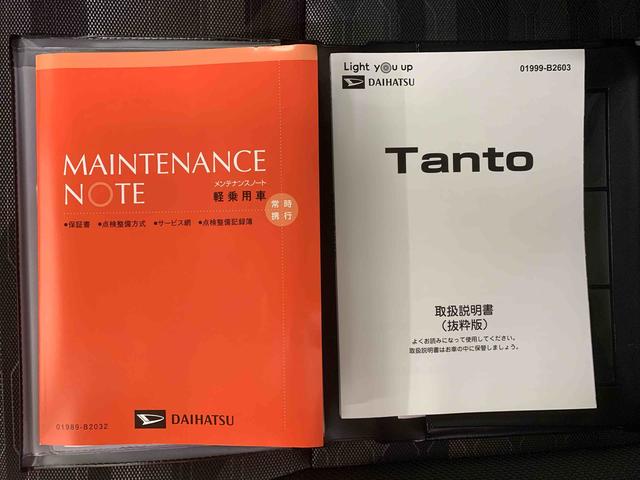 MAINTENANCE
NOTE
メンテナンスノート
軽乗用車
常時
携行
●保証書 ●点検整備方式 ●サービス網 ●点検整備記録簿
01989-B2032
DAIHATSU
Light you up
DAIHATSU
01999-B2603
Tanto
取扱説明書
（抜粋版）
よくお読みになって使用してください。
取扱説明書はお車の中に保管しましょう。